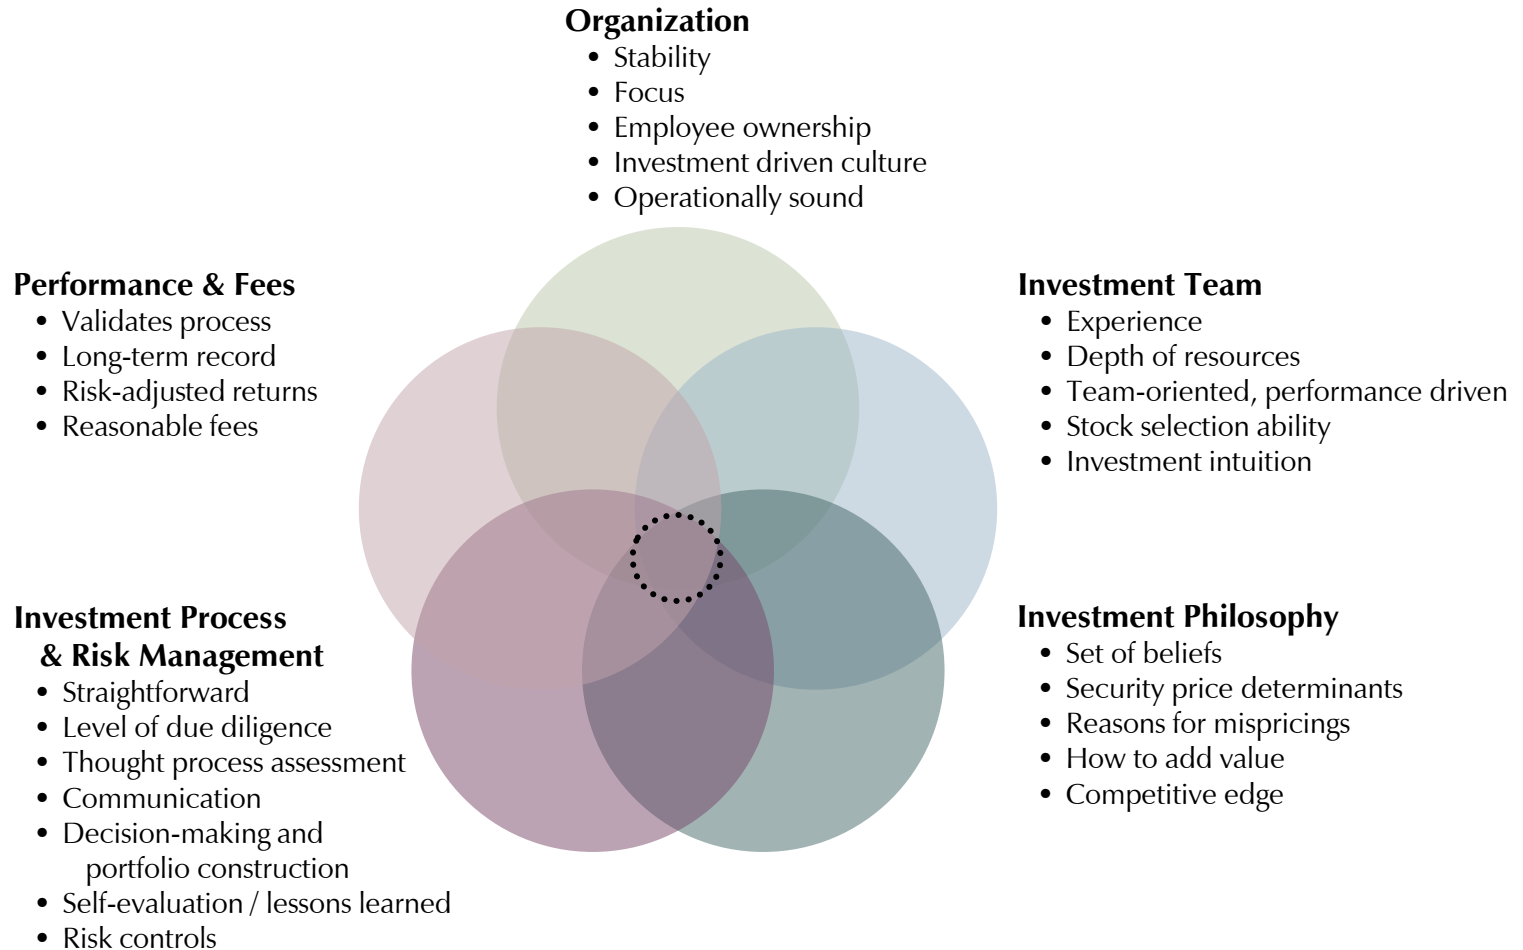 Organization
• Stability
• Focus
• Employee ownership
• Investment driven culture
• Operationally sound
Performance & Fees
• Validates process
• Long-term record
• Risk-adjusted returns
• Reasonable fees
Investment Team
• Experience
• Depth of resources
• Team-oriented, performance driven
• Stock selection ability
• Investment intuition
Investment Process
& Risk Management
• Straightforward
• Level of due diligence
• Thought process assessment
• Communication
• Decision-making and
portfolio construction
• Self-evaluation / lessons learned
• Risk controls
Investment Philosophy
• Set of beliefs
• Security price determinants
• Reasons for mispricings
• How to add value
• Competitive edge